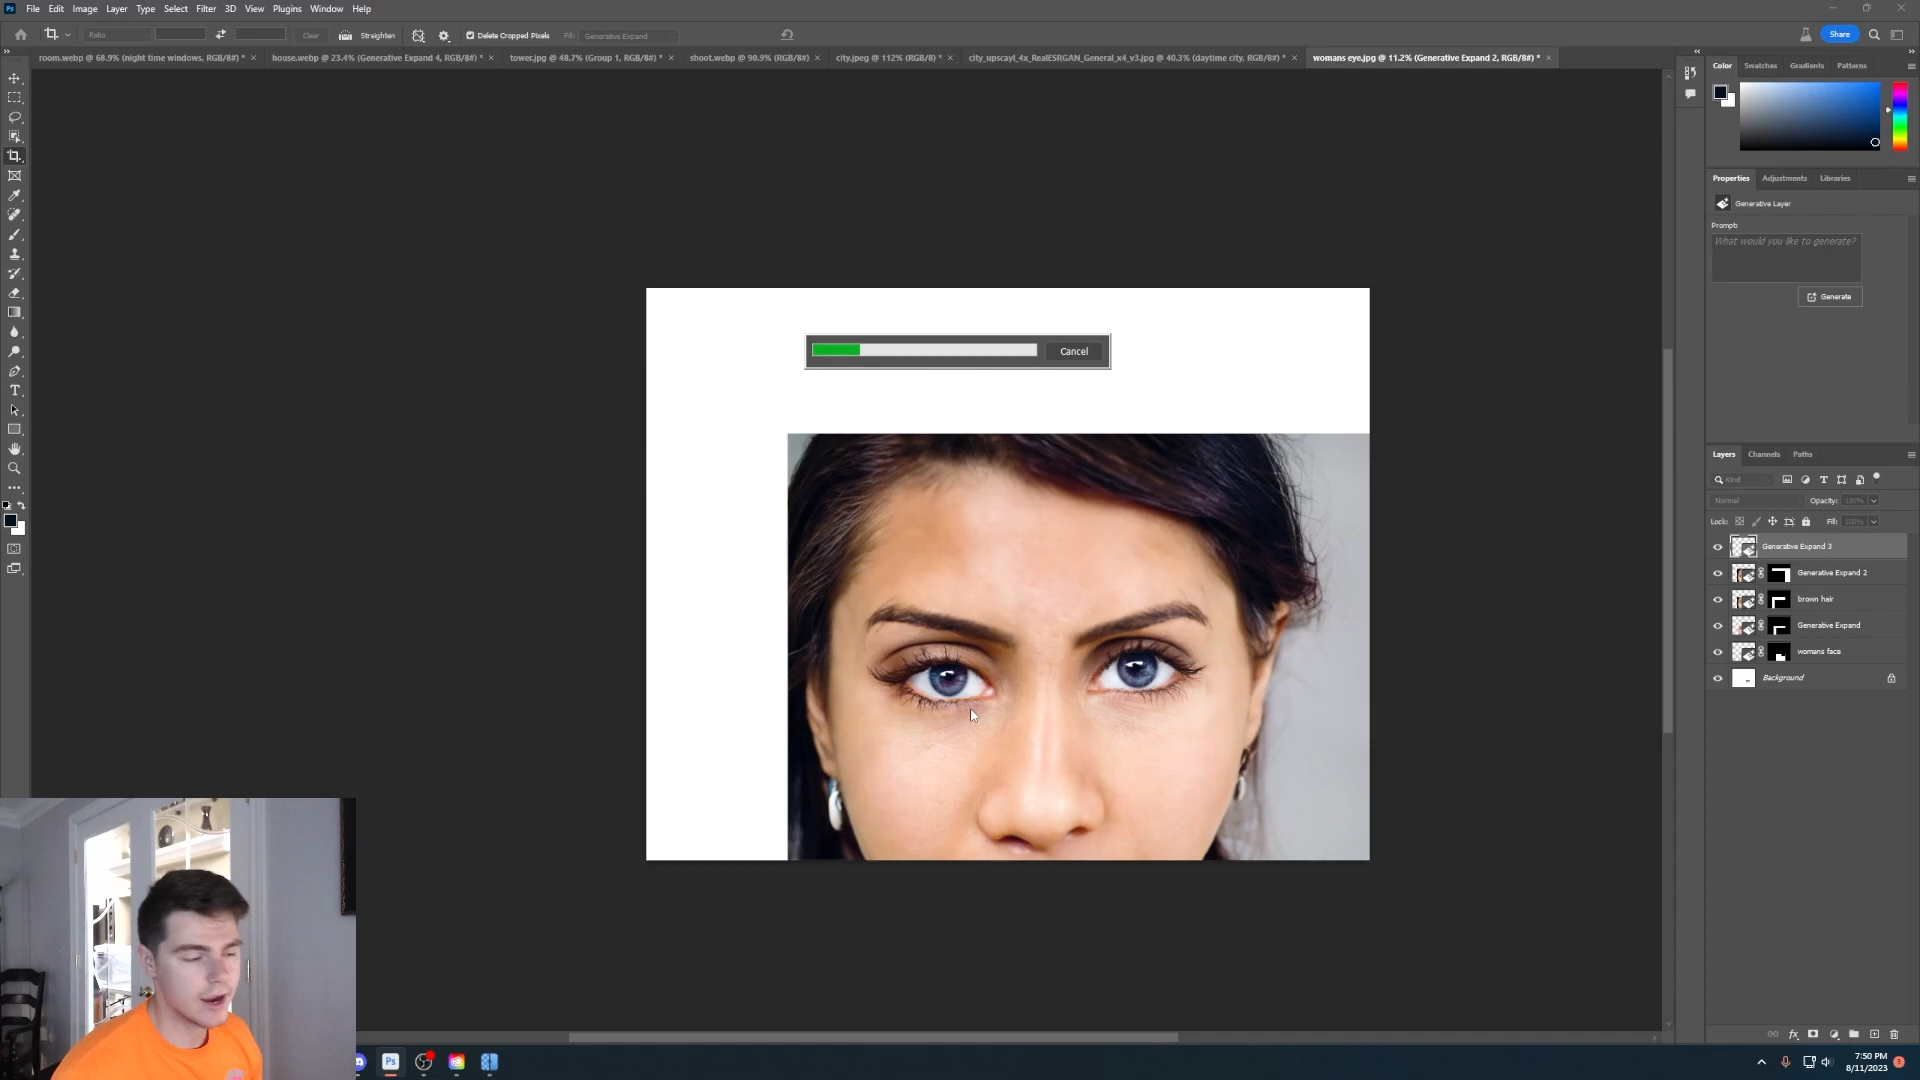 Ps File Edit Image Layer Type Select Filter 3D View Plugins Window Help
Ratio Clear Straighten Delete Cropped Pixels Fill: Generative Expand Share
room.webp @ 68.9% (night time windows, RGB/8#) * house.webp @ 23.4% (Generative Expand 4, RGB/8#) * tower.jpg @ 48.7% (Group 1, RGB/8#) * shoot.webp @ 90.9% (RGB/8#) city.jpeg @ 112% (RGB/8) * city_upscayl_4x_RealESRGAN_General_x4_v3.jpg @ 40.3% (daytime city, RGB/8#) * womans eye.jpg @ 11.2% (Generative Expand 2, RGB/8#) *
Color Swatches Gradients Patterns
Properties Adjustments Libraries
Generative Layer
Prompt:
What would you like to generate?
Generate
Cancel
Layers Channels Paths
Kind
Normal Opacity: 100%
Lock: Fill: 100%
Generative Expand 3
Generative Expand 2
brown hair
Generative Expand
womans face
Background
fx
Ps
7:50 PM
8/11/2023
3